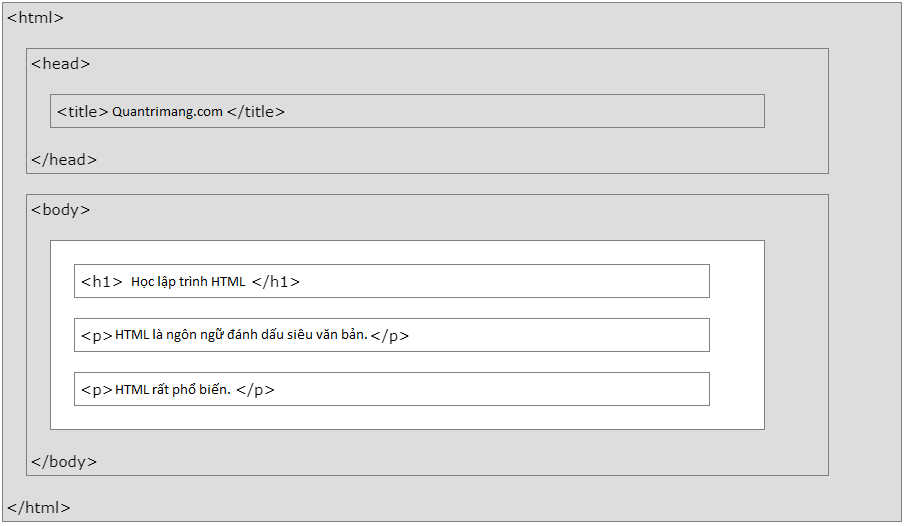 <html>
<head>
<title> Quantrimang.com </title>
</head>
<body>
<h1> Học lập trình HTML </h1>
<p>HTML là ngôn ngữ đánh dấu siêu văn bản.</p>
<p>HTML rất phổ biến. </p>
</body>
</html>